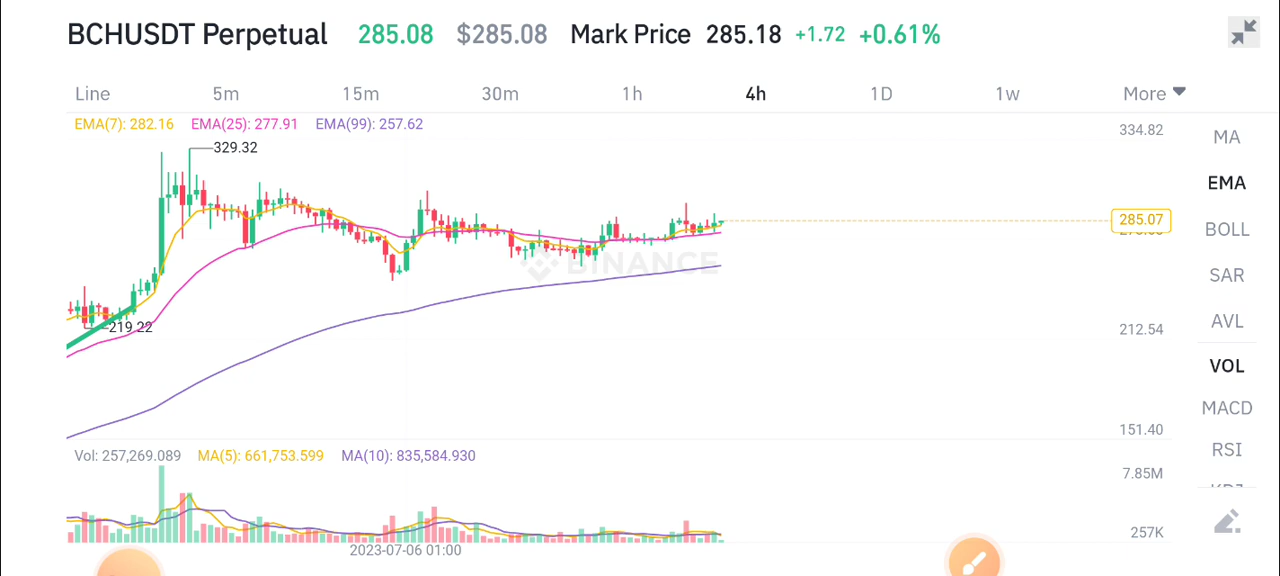 BCHUSDT Perpetual 285.08 $285.08 Mark Price 285.18 +1.72 +0.61%
Line 5m 15m 30m 1h 4h 1D 1w More
EMA(7): 282.16 EMA(25): 277.91 EMA(99): 257.62
334.82
MA
329.32
EMA
285.07
BOLL
BINANCE
SAR
AVL
219.22
212.54
VOL
MACD
151.40
RSI
Vol: 257,269.089 MA(5): 661,753.599 MA(10): 835,584.930
7.85M
257K
2023-07-06 01:00